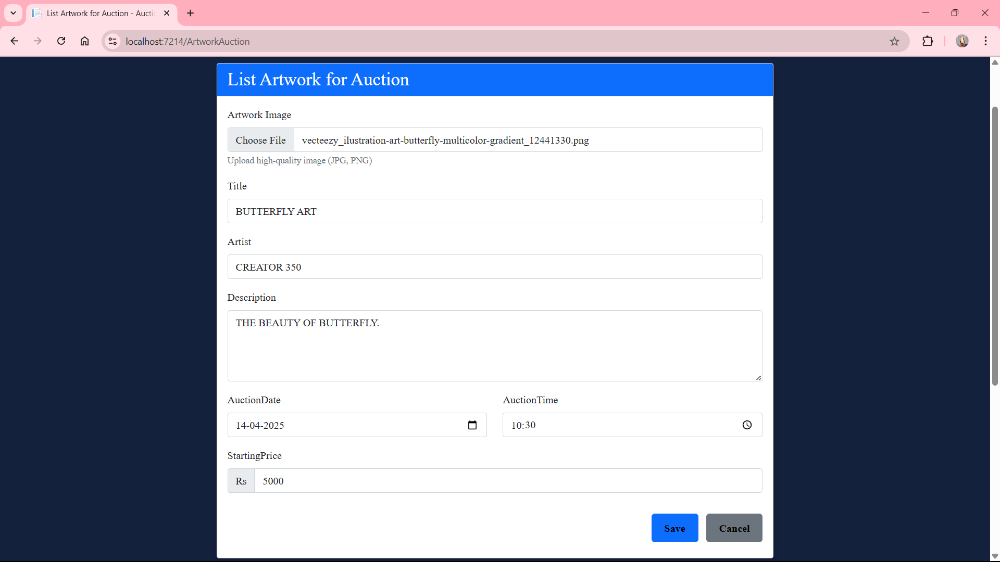 List Artwork for Auction - Aucti
localhost:7214/ArtworkAuction
List Artwork for Auction
Artwork Image
Choose File vecteezy_ilustration-art-butterfly-multicolor-gradient_12441330.png
Upload high-quality image (JPG, PNG)
Title
BUTTERFLY ART
Artist
CREATOR 350
Description
THE BEAUTY OF BUTTERFLY.
AuctionDate AuctionTime
14-04-2025 10:30
StartingPrice
Rs 5000
Save Cancel